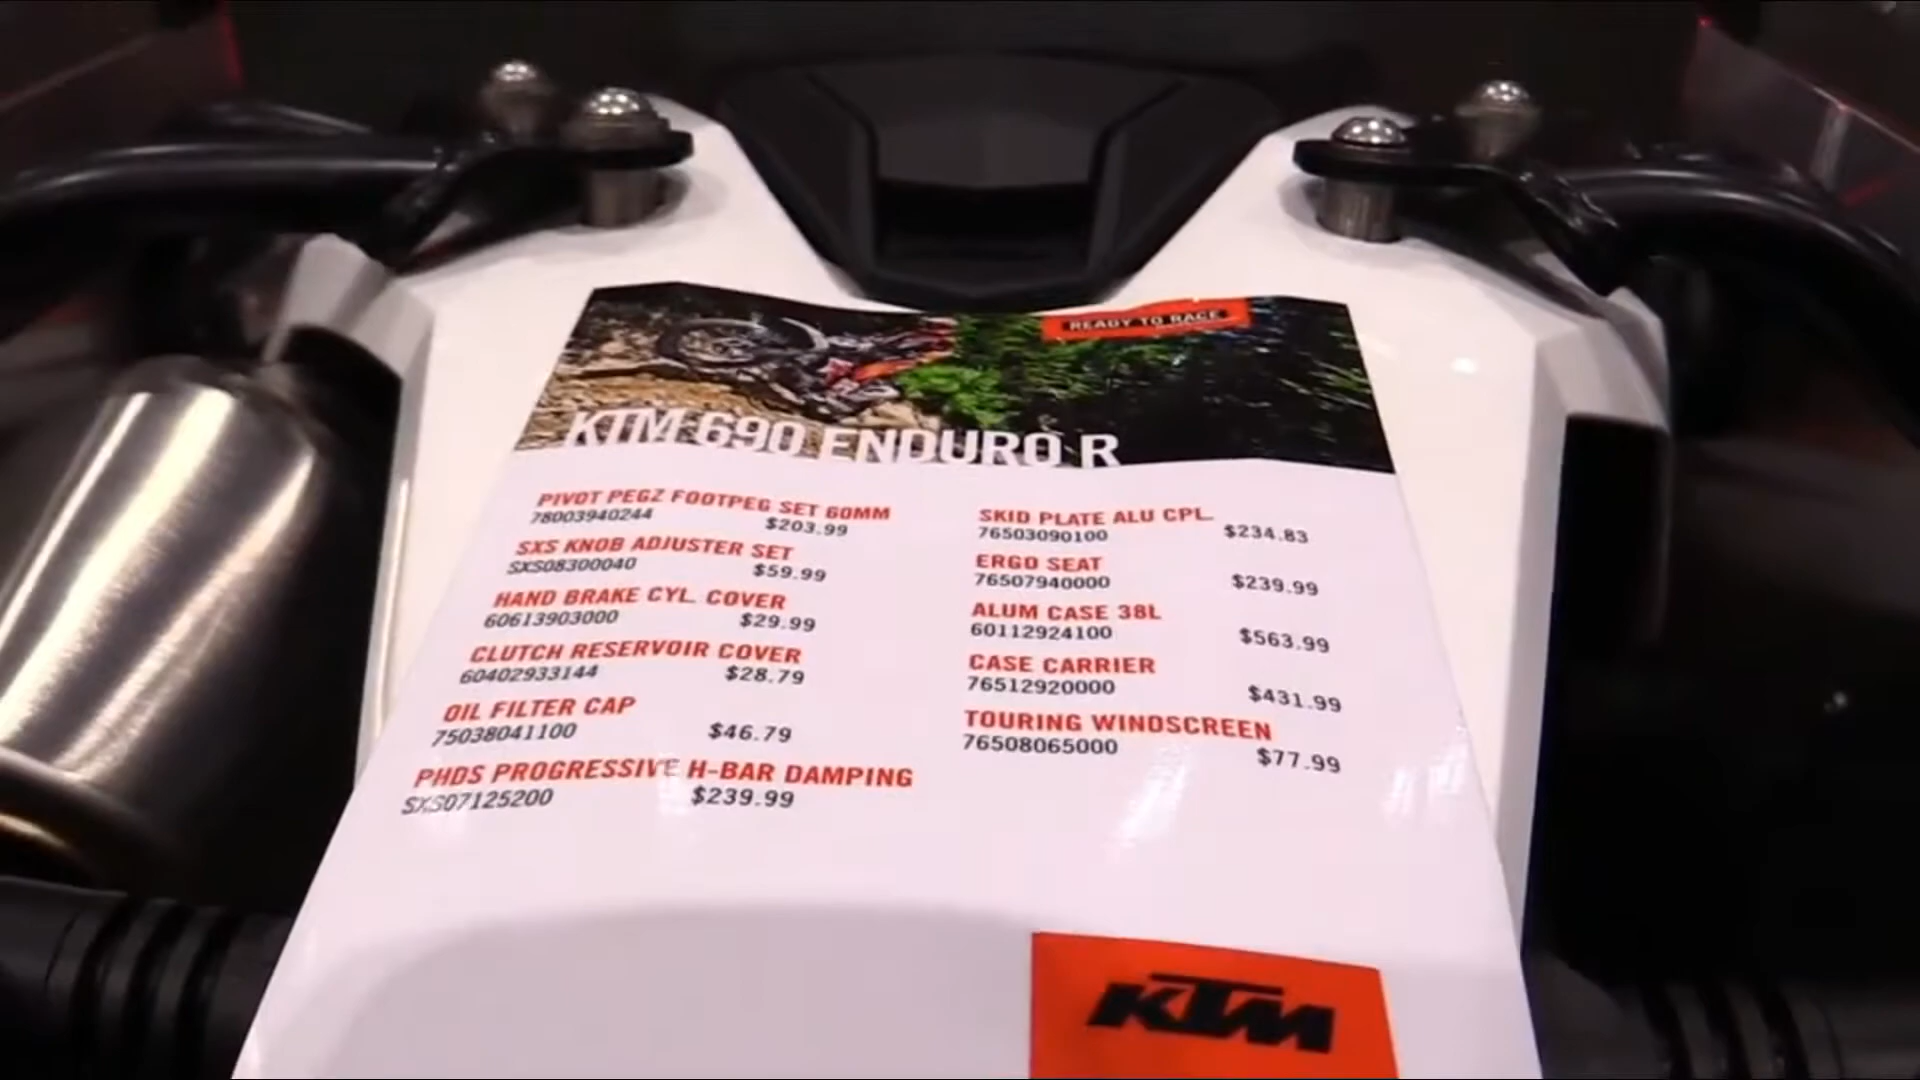 READY TO RACE
KTM 690 ENDURO R
PIVOT PEGZ FOOTPEG SET 60MM
78003940244 $203.99
SXS KNOB ADJUSTER SET
SXS08300040 $59.99
HAND BRAKE CYL. COVER
60613903000 $29.99
CLUTCH RESERVOIR COVER
60402933144 $28.79
OIL FILTER CAP
75038041100 $46.79
PHDS PROGRESSIVE H-BAR DAMPING
SXS07125200 $239.99
SKID PLATE ALU CPL.
76503090100 $234.83
ERGO SEAT
76507940000 $239.99
ALUM CASE 38L
60112924100 $563.99
CASE CARRIER
76512920000 $431.99
TOURING WINDSCREEN
76508065000 $77.99
KTM